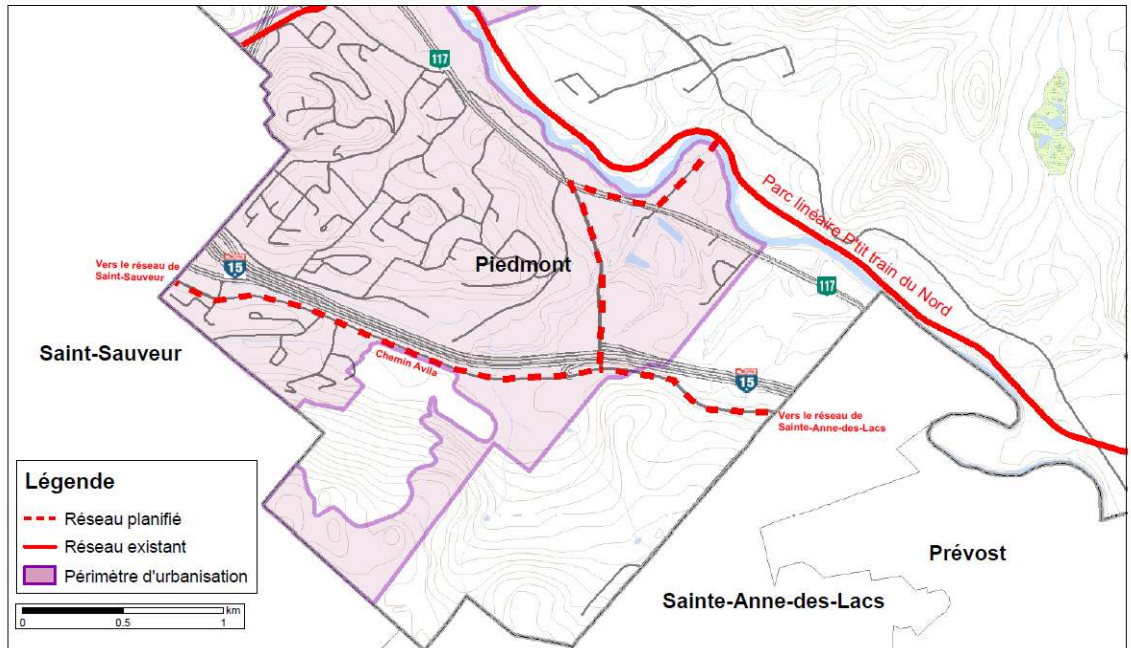 117
Parc linéaire P'tit train du Nord
Vers le réseau de
Saint-Sauveur
15
Piedmont
117
Saint-Sauveur
Chemin Avila
15
Vers le réseau de
Sainte-Anne-des-Lacs
Légende
Réseau planifié
Réseau existant
Périmètre d'urbanisation
km
0 0.5 1
Prévost
Sainte-Anne-des-Lacs